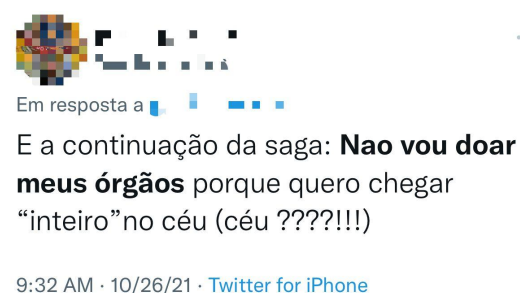 Em resposta a
E a continuação da saga: Nao vou doar
meus órgãos porque quero chegar
“inteiro”no céu (céu ????!!!)
9:32 AM · 10/26/21 · Twitter for iPhone